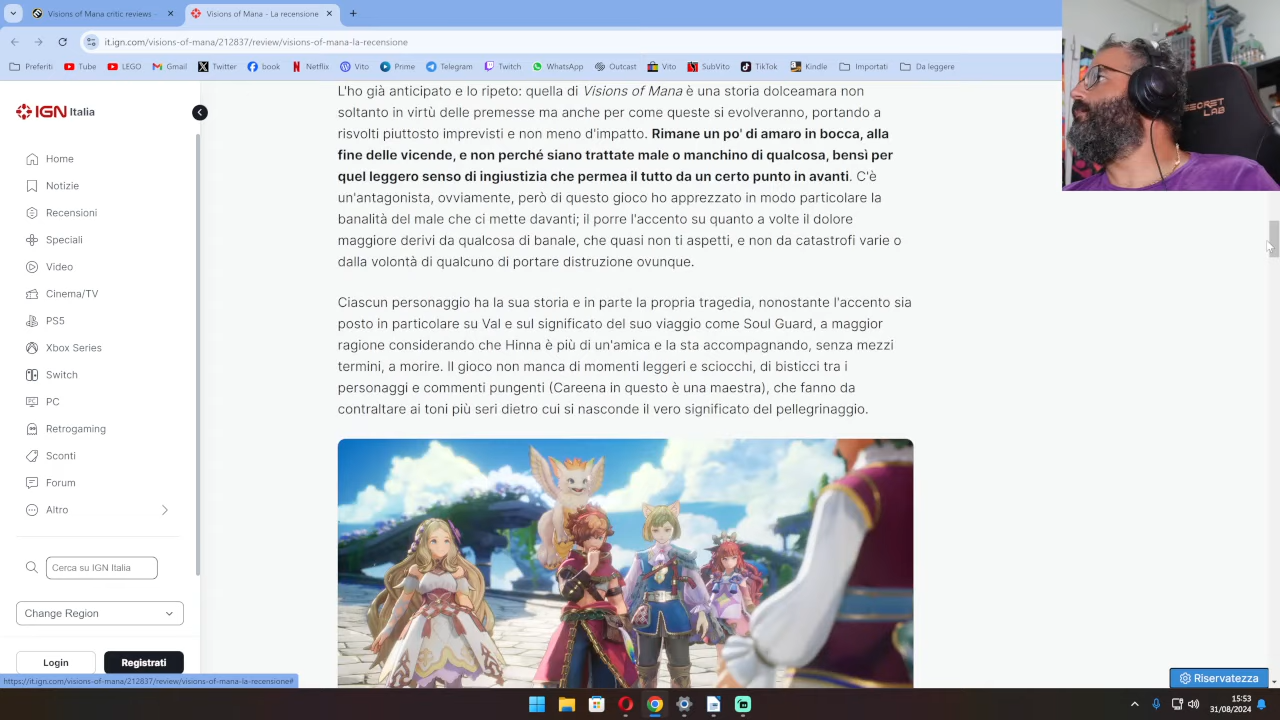 Visions of Mana critic reviews -
Visions of Mana - La recensione
it.ign.com/visions-of-mana/212837/review/visions-of-mana-la-recensione
Preferiti Tube LEGO Gmail Twitter book Netflix Vito Prime Telegram Twitch WhatsApp Outcast Vito SubVito TikTok Kindle Importati Da leggere
IGN Italia
Home
Notizie
Recensioni
Speciali
Video
Cinema/TV
PS5
Xbox Series
Switch
PC
Retrogaming
Sconti
Forum
Altro
Cerca su IGN Italia
Change Region
Login Registrati
https://it.ign.com/visions-of-mana/212837/review/visions-of-mana-la-recensione#
L'ho già anticipato e lo ripeto: quella di Visions of Mana è una storia dolceamara non
soltanto in virtù delle premesse ma anche per come queste si evolveranno, portando a
risvolti piuttosto imprevisti e non meno d'impatto. Rimane un po' di amaro in bocca, alla
fine delle vicende, e non perché siano trattate male o manchino di qualcosa, bensì per
quel leggero senso di ingiustizia che permea il tutto da un certo punto in avanti. C'è
un'antagonista, ovviamente, però di questo gioco ho apprezzato in modo particolare la
banalità del male che ci mette davanti; il porre l'accento su quanto a volte il dolore
maggiore derivi da qualcosa di banale, che quasi non ti aspetti, e non da catastrofi varie o
dalla volontà di qualcuno di portare distruzione ovunque.
Ciascun personaggio ha la sua storia e in parte la propria tragedia, nonostante l'accento sia
posto in particolare su Val e sul significato del suo viaggio come Soul Guard, a maggior
ragione considerando che Hinna è più di un'amica e la sta accompagnando, senza mezzi
termini, a morire. Il gioco non manca di momenti leggeri e sciocchi, di bisticci tra i
personaggi e commenti pungenti (Careena in questo è una maestra), che fanno da
contraltare ai toni più seri dietro cui si nasconde il vero significato del pellegrinaggio.
SECRET
LAB
Riservatezza
15:53
31/08/2024